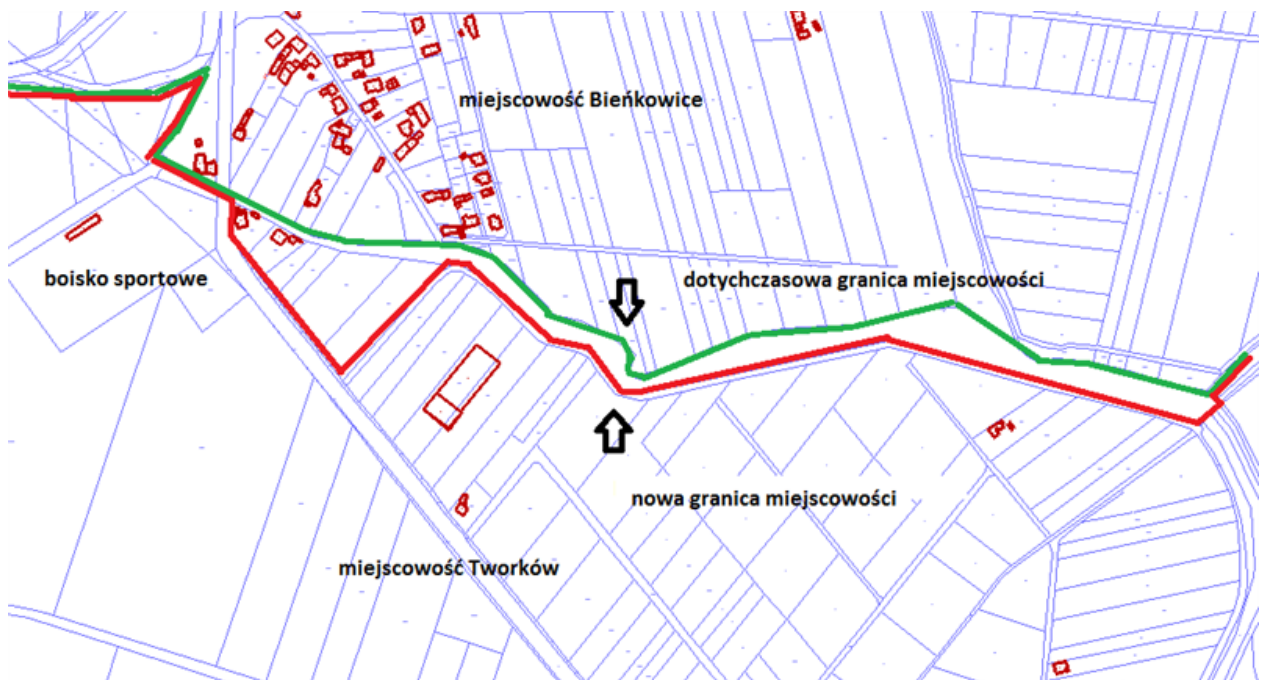 miejscowość Bieńkowice
boisko sportowe
dotychczasowa granica miejscowości
nowa granica miejscowości
miejscowość Tworków